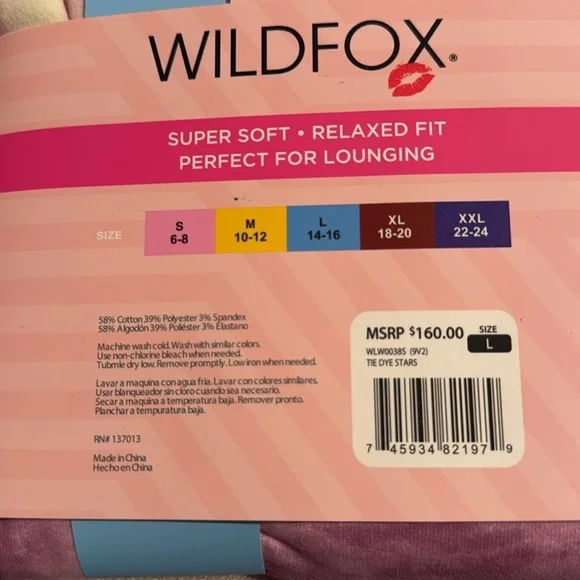 WILDFOX®
SUPER SOFT • RELAXED FIT
PERFECT FOR LOUNGING
SIZE
S
6-8
M
10-12
L
14-16
XL
18-20
XXL
22-24
58% Cotton 39% Polyester 3% Spandex
58% Algodón 39% Poliéster 3% Elastano
Machine wash cold. Wash with similar colors.
Use non-chlorine bleach when needed.
Tubmle dry low. Remove promptly. Low iron when needed.
Lavar a maquina con agua fria. Lavar con colores similares.
Usar blanqueador sin cloro cuando sea necesario.
Secar a maquina a temperatura baja. Remover pronto.
Planchar a tempuratura baja.
RN# 137013
Made in China
Hecho en China
MSRP $160.00
SIZE
L
WLW0038S (9V2)
TIE DYE STARS
7 45934 82197 9